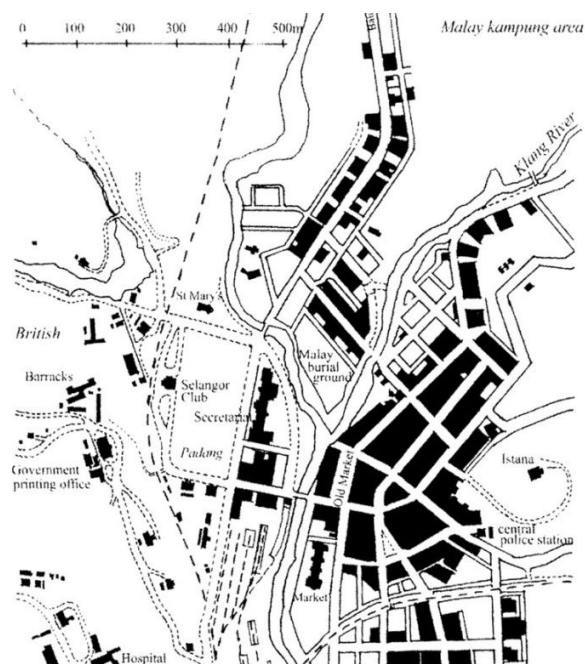 0 100 200 300 400 500m
Malay kampung area
Klang River
St Mary's
British
Malay
burial
ground
Barracks
Selangor
Club
Secretariat
Padang
Old Market
Istana
Government
printing office
central
police station
Market
Hospital